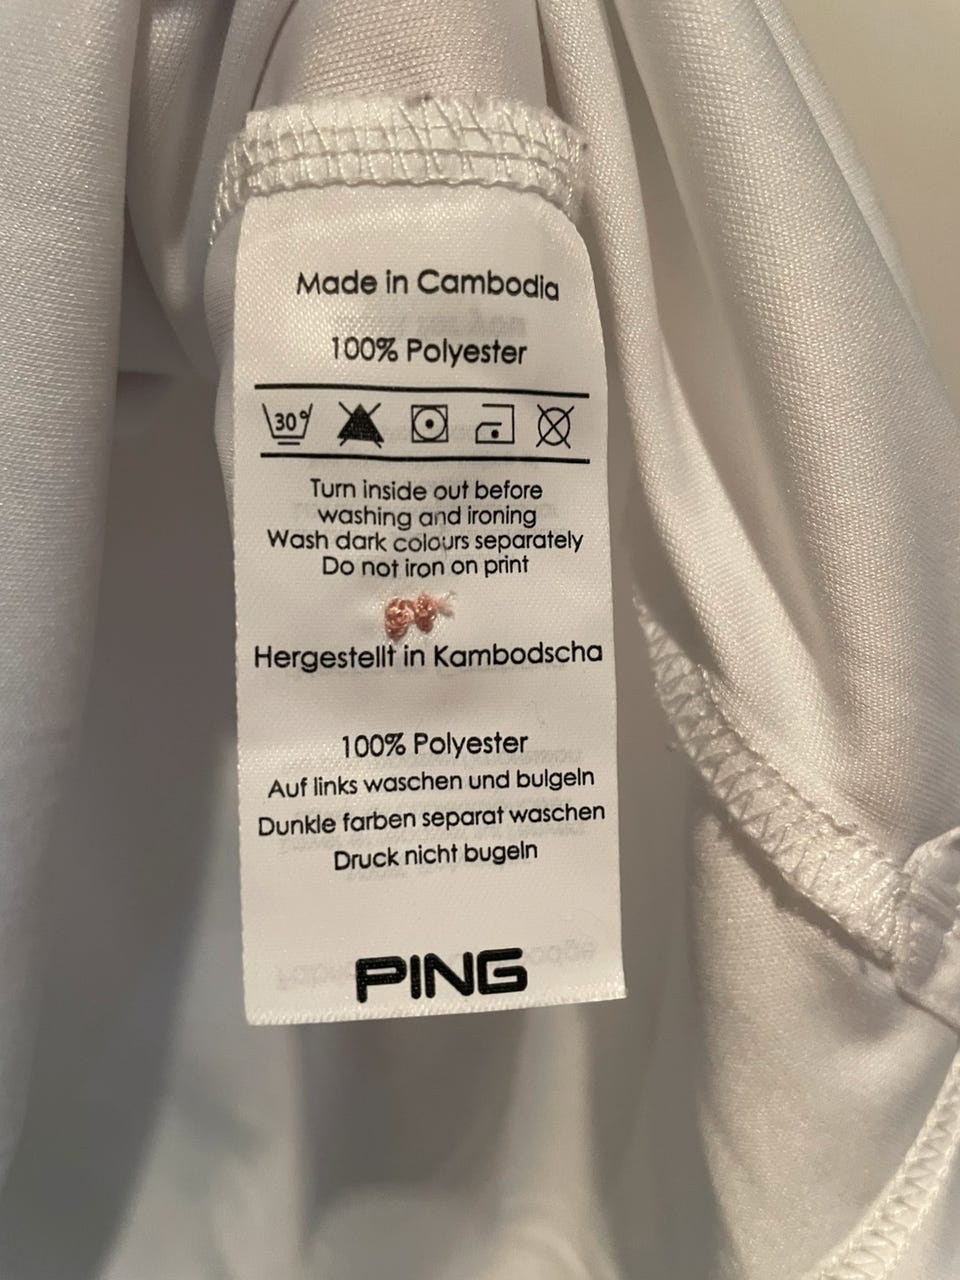 Made in Cambodia
100% Polyester
30°
Turn inside out before
washing and ironing
Wash dark colours separately
Do not iron on print
Hergestellt in Kambodscha
100% Polyester
Auf links waschen und bulgeln
Dunkle farben separat waschen
Druck nicht bugeln
PING